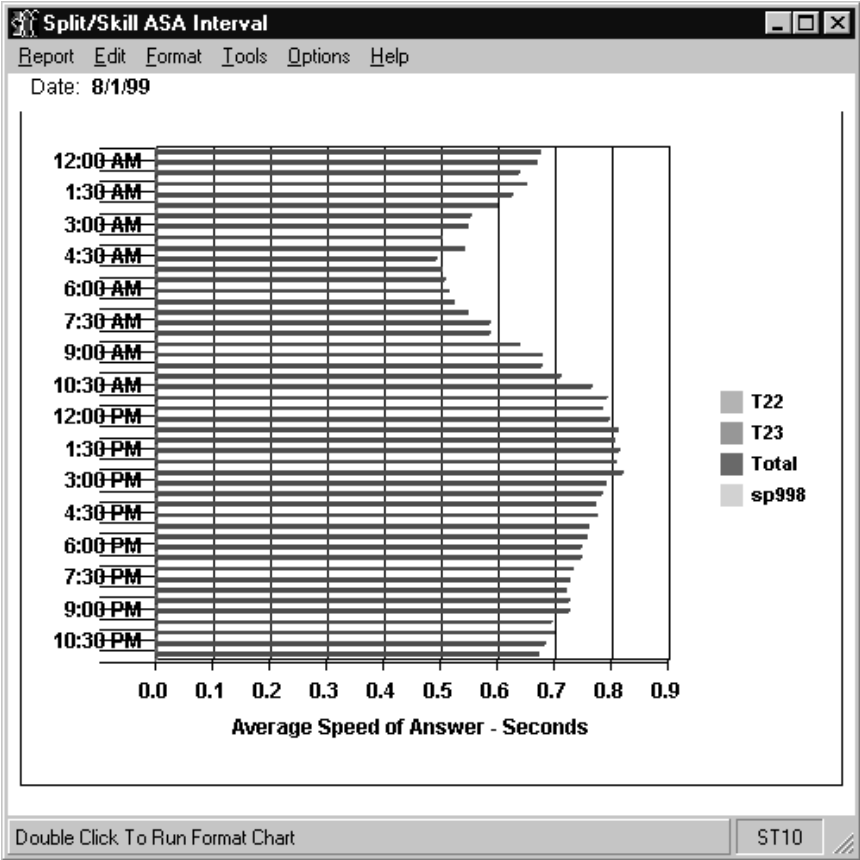 Split/Skill ASA Interval
Report Edit Format Tools Options Help
Date: 8/1/99
12:00 AM
1:30 AM
3:00 AM
4:30 AM
6:00 AM
7:30 AM
9:00 AM
10:30 AM
12:00 PM
1:30 PM
3:00 PM
4:30 PM
6:00 PM
7:30 PM
9:00 PM
10:30 PM
T22
T23
Total
sp998
0.0 0.1 0.2 0.3 0.4 0.5 0.6 0.7 0.8 0.9
Average Speed of Answer - Seconds
Double Click To Run Format Chart
ST10